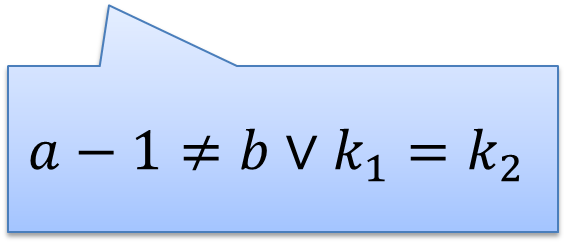 a − 1 ≠ b ∨ k₁ = k₂